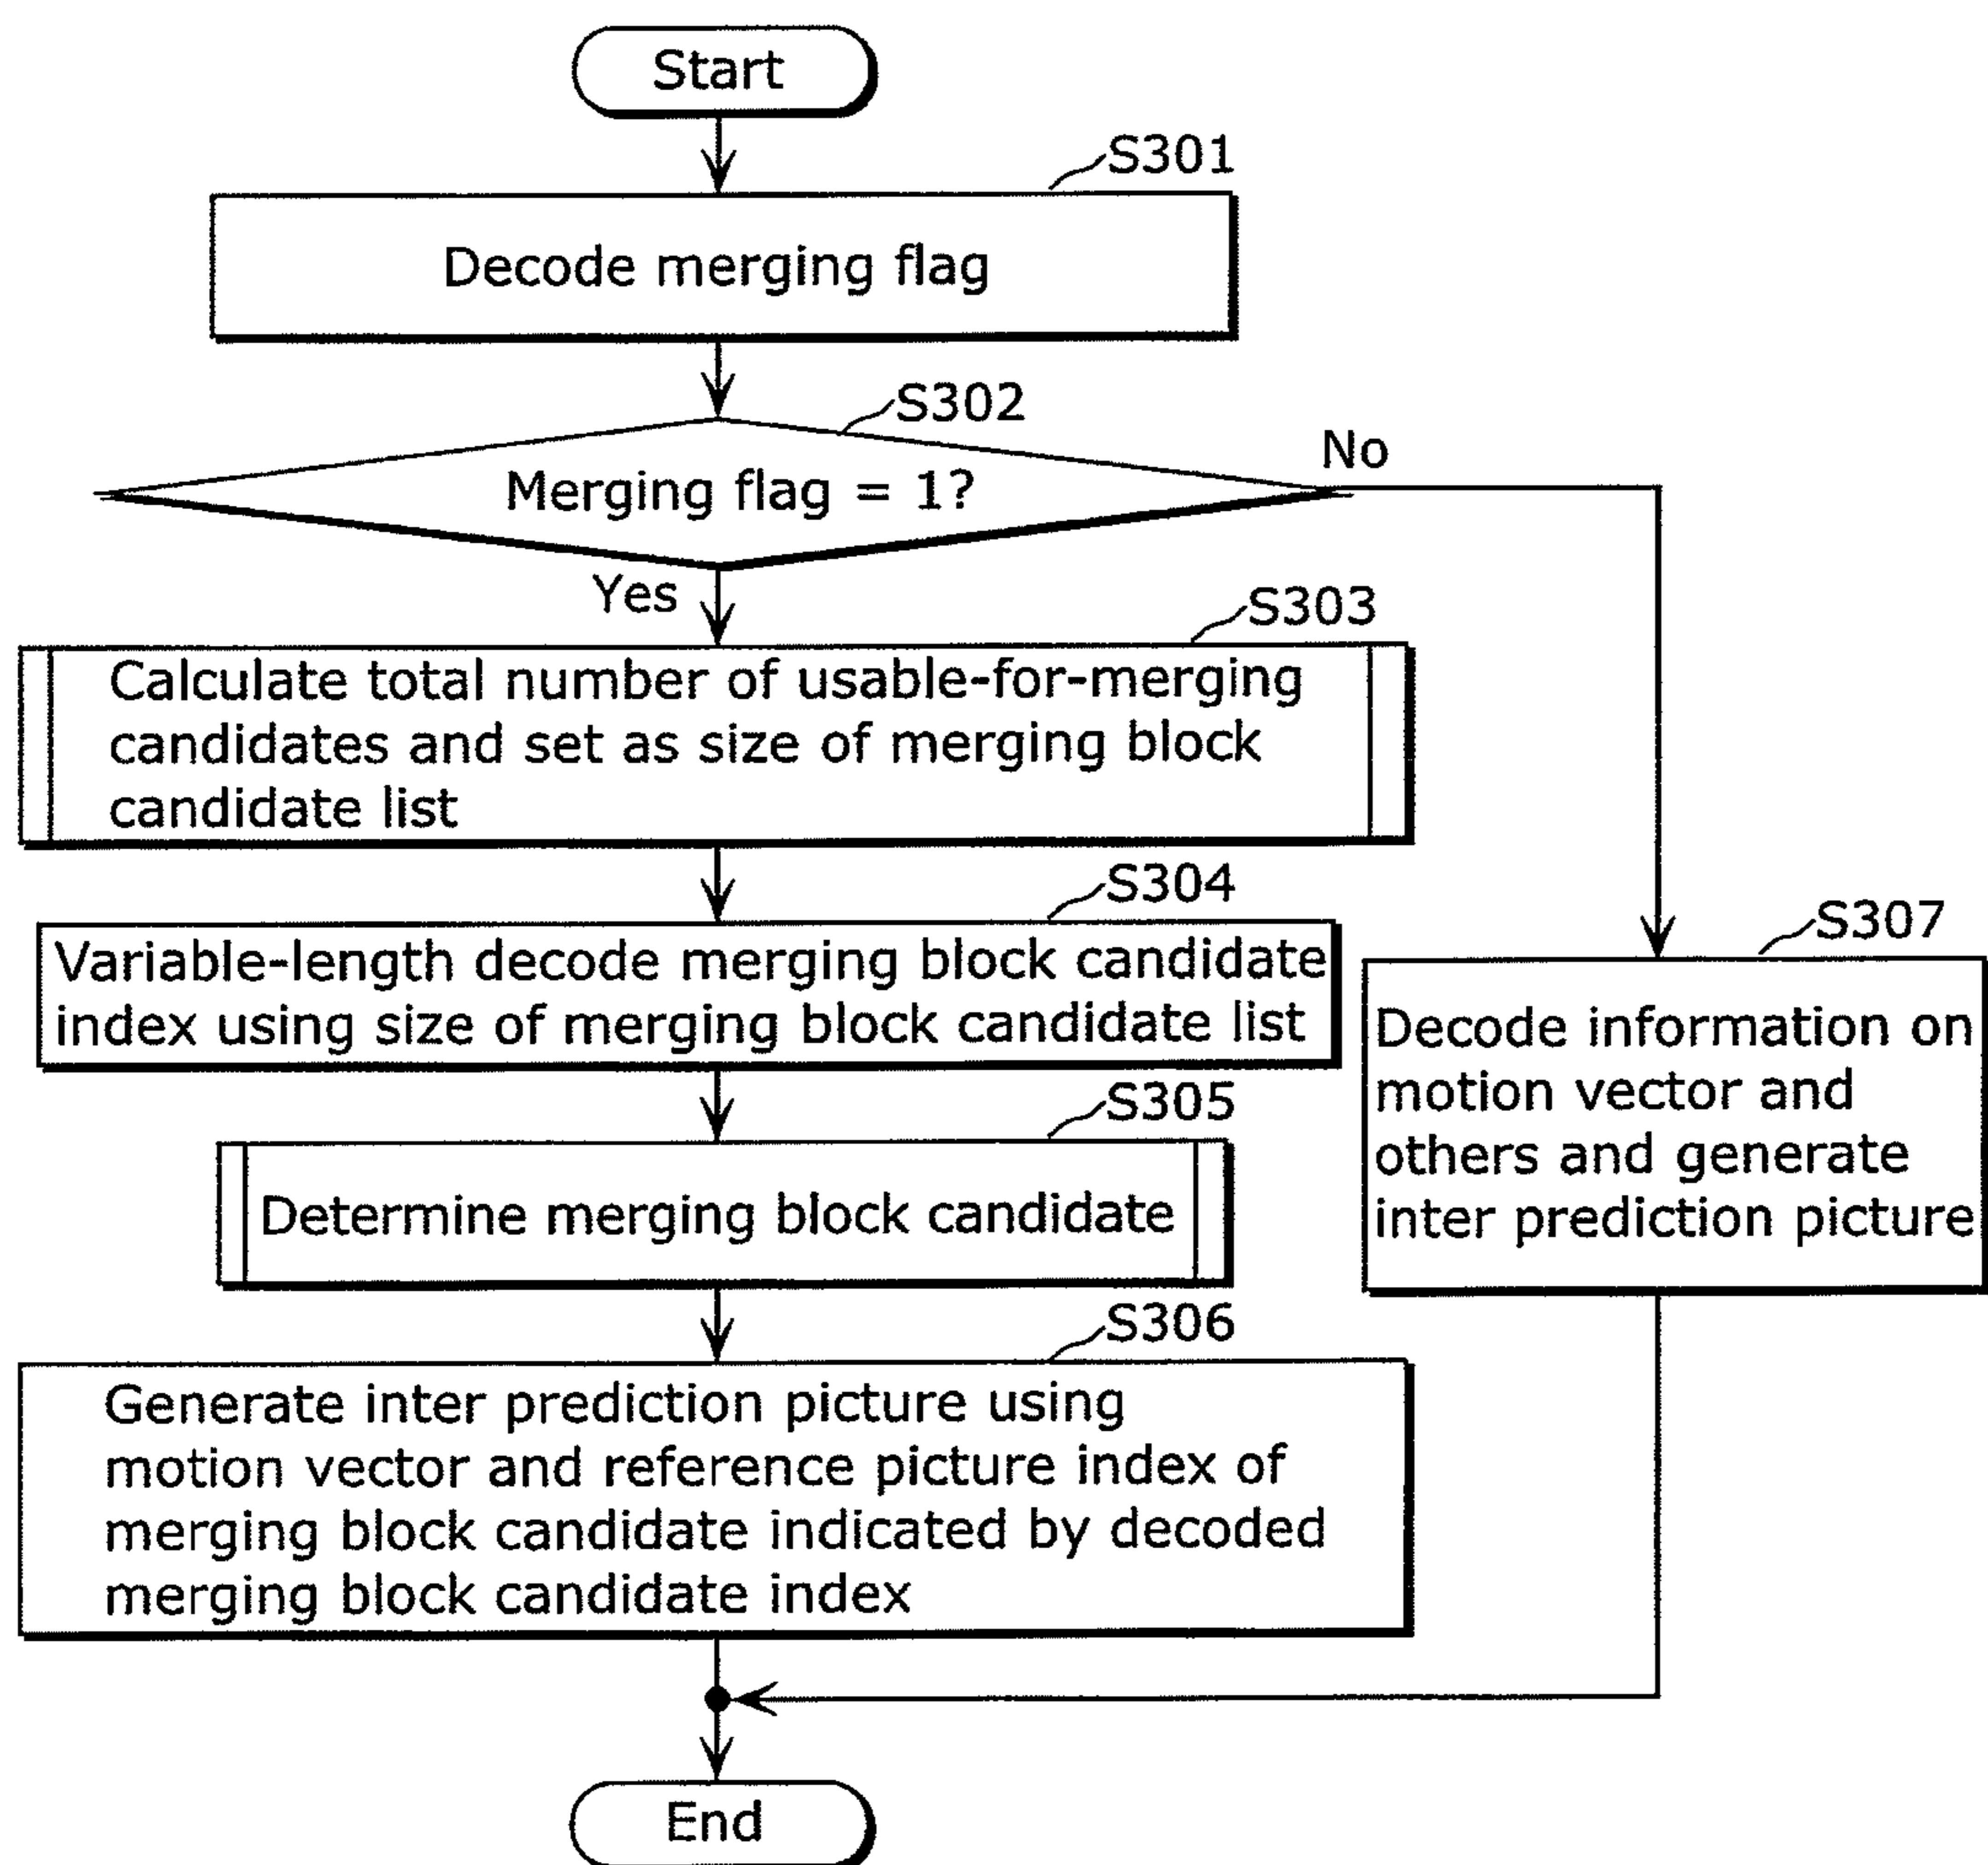 Start
S301
Decode merging flag
S302
Merging flag = 1?
No
Yes
S303
Calculate total number of usable-for-merging
candidates and set as size of merging block
candidate list
S304
Variable-length decode merging block candidate
index using size of merging block candidate list
S307
Decode information on
motion vector and
others and generate
inter prediction picture
S305
Determine merging block candidate
S306
Generate inter prediction picture using
motion vector and reference picture index of
merging block candidate indicated by decoded
merging block candidate index
End